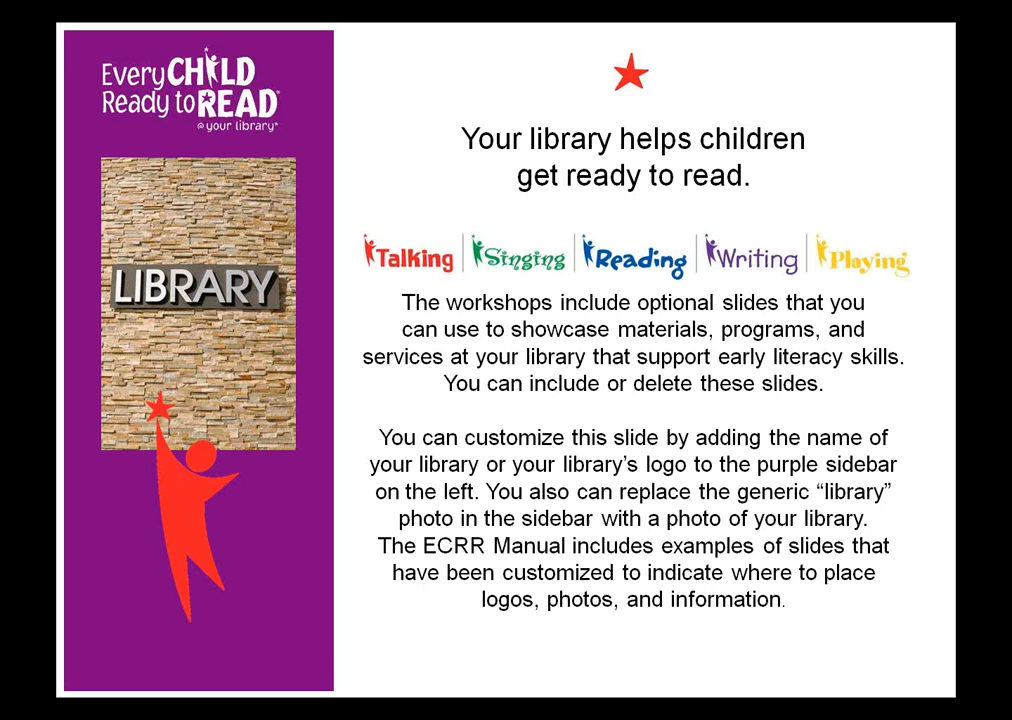 Every CHILD
Ready to READ®
@ your library®
LIBRARY
Your library helps children
get ready to read.
Talking Singing Reading Writing Playing
The workshops include optional slides that you
can use to showcase materials, programs, and
services at your library that support early literacy skills.
You can include or delete these slides.
You can customize this slide by adding the name of
your library or your library’s logo to the purple sidebar
on the left. You also can replace the generic “library”
photo in the sidebar with a photo of your library.
The ECRR Manual includes examples of slides that
have been customized to indicate where to place
logos, photos, and information.